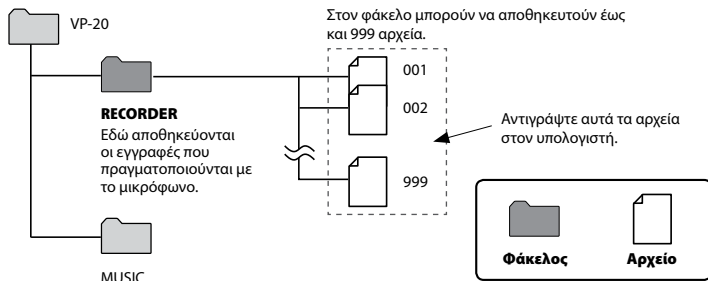 VP-20
Στον φάκελο μπορούν να αποθηκευτούν έως
και 999 αρχεία.
001
002
999
RECORDER
Εδώ αποθηκεύονται
οι εγγραφές που
πραγματοποιούνται με
το μικρόφωνο.
Αντιγράψτε αυτά τα αρχεία
στον υπολογιστή.
MUSIC
Φάκελος
Αρχείο